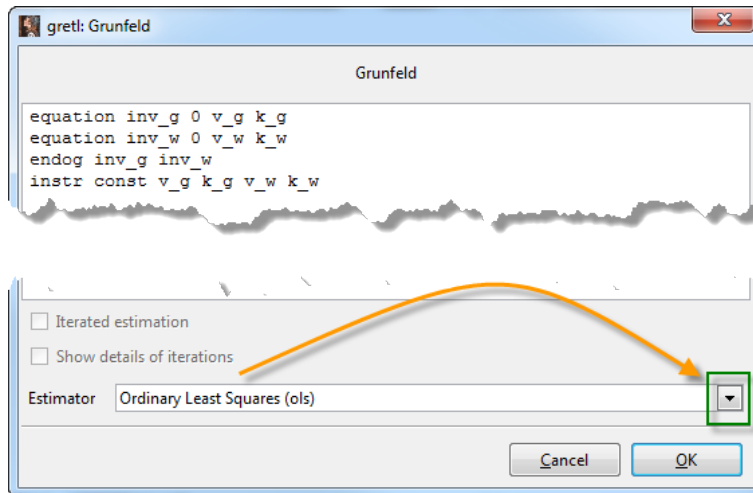 gretl: Grunfeld
Grunfeld
equation inv_g 0 v_g k_g
equation inv_w 0 v_w k_w
endog inv_g inv_w
instr const v_g k_g v_w k_w
Iterated estimation
Show details of iterations
Estimator Ordinary Least Squares (ols)
Cancel OK